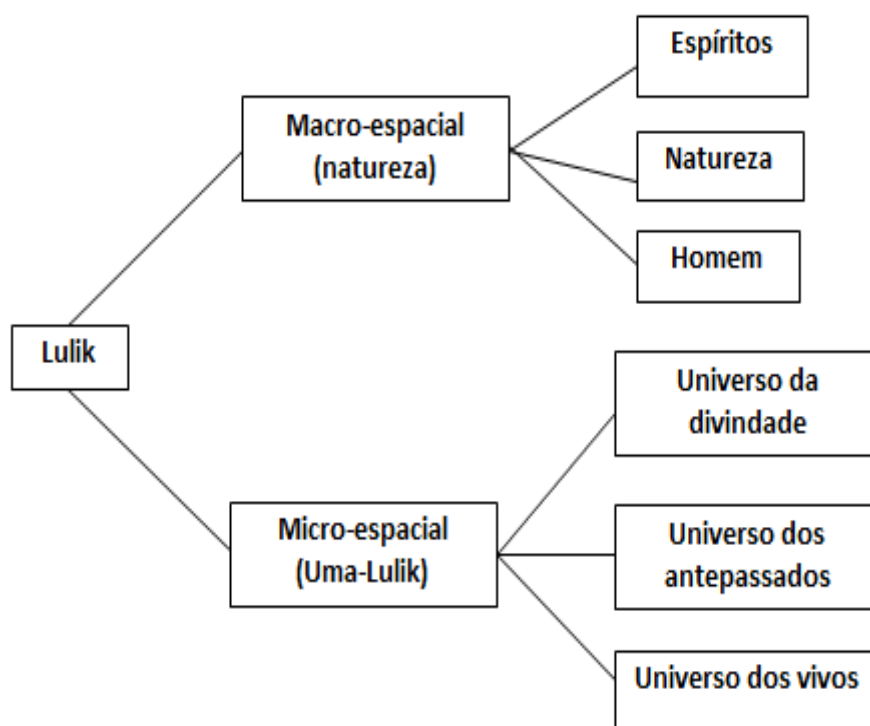 Lulik
Macro-espacial
(natureza)
Espíritos
Natureza
Homem
Micro-espacial
(Uma-Lulik)
Universo da
divindade
Universo dos
antepassados
Universo dos vivos